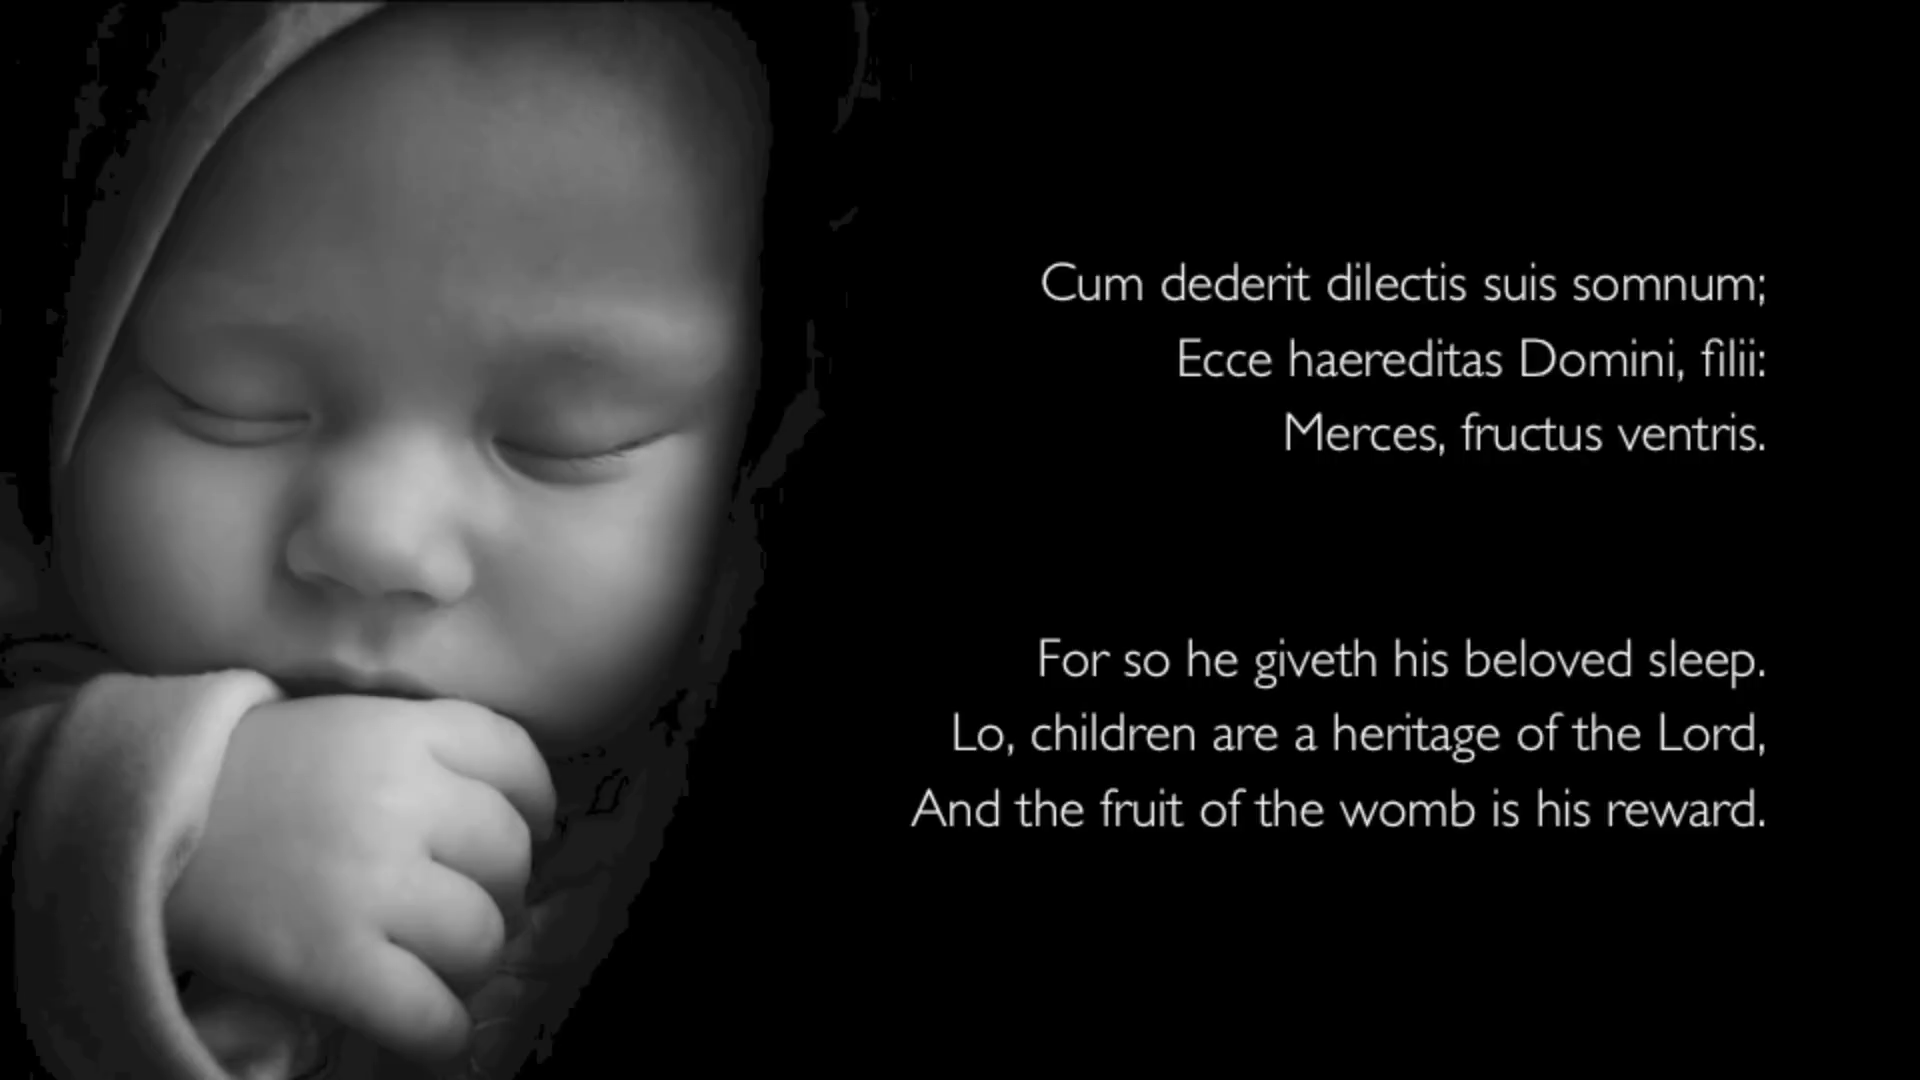 Cum dederit dilectis suis somnum;
Ecce haereditas Domini, filii:
Merces, fructus ventris.
For so he giveth his beloved sleep.
Lo, children are a heritage of the Lord,
And the fruit of the womb is his reward.